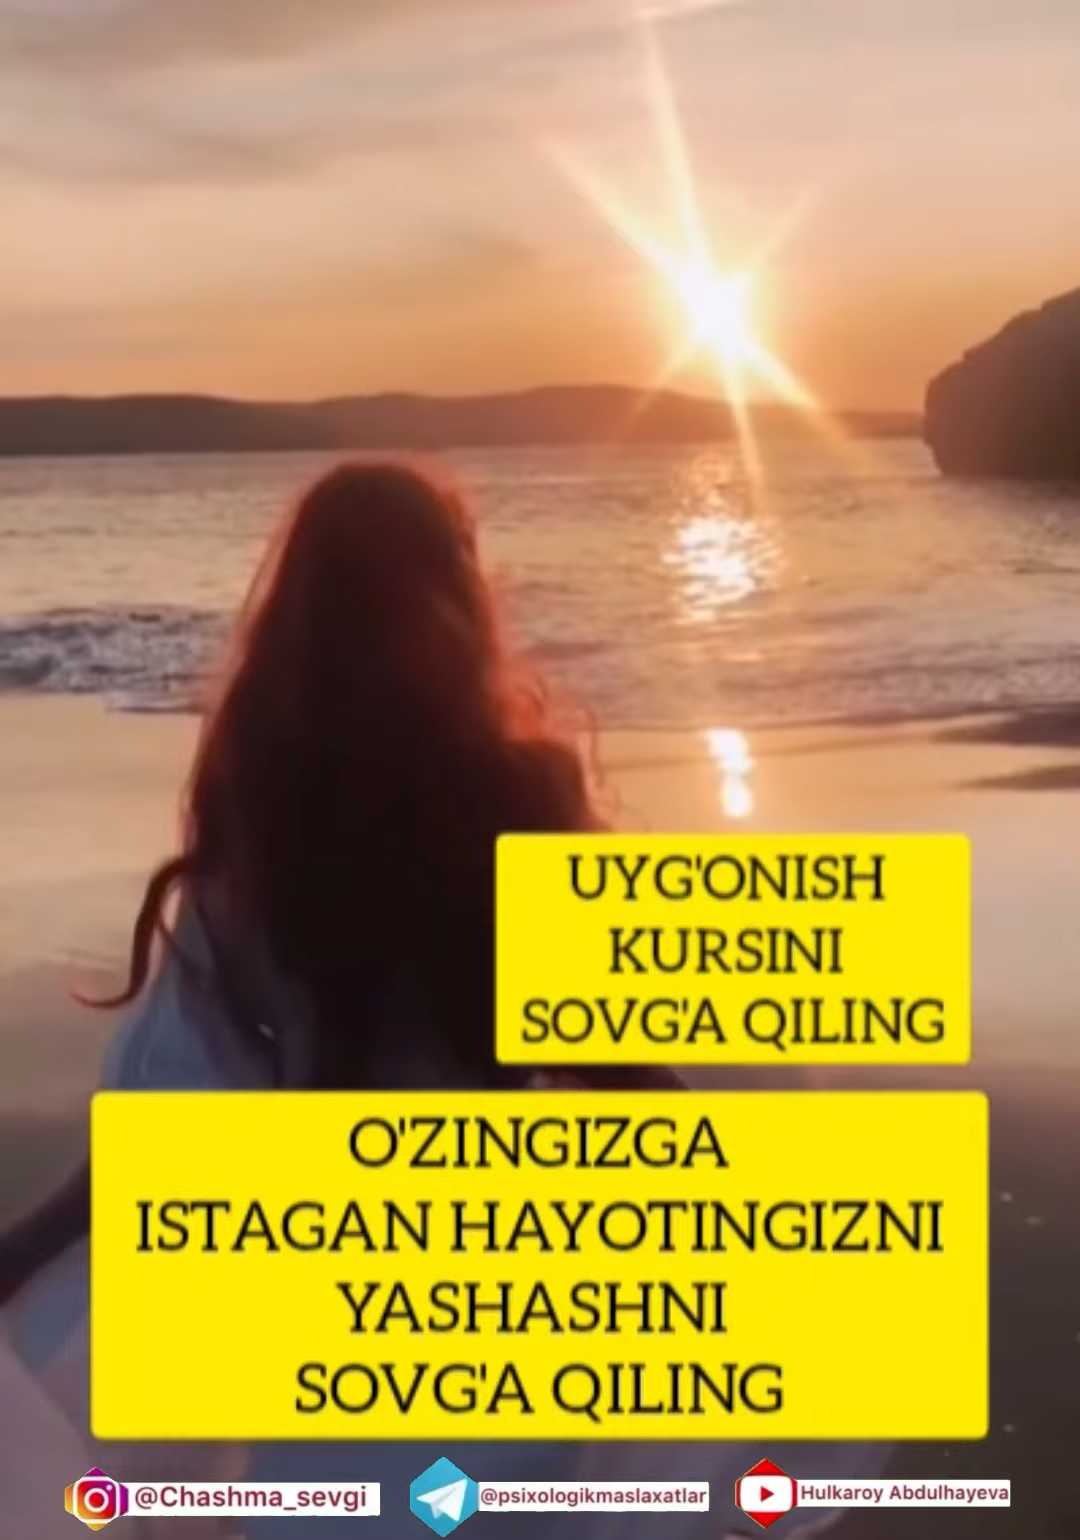 UYG'ONISH
KURSINI
SOVG'A QILING
O'ZINGIZGA
ISTAGAN HAYOTINGIZNI
YASHASHNI
SOVG'A QILING
@Chashma_sevgi
@psixologikmaslaxatlar
Hulkaroy Abdulhayeva